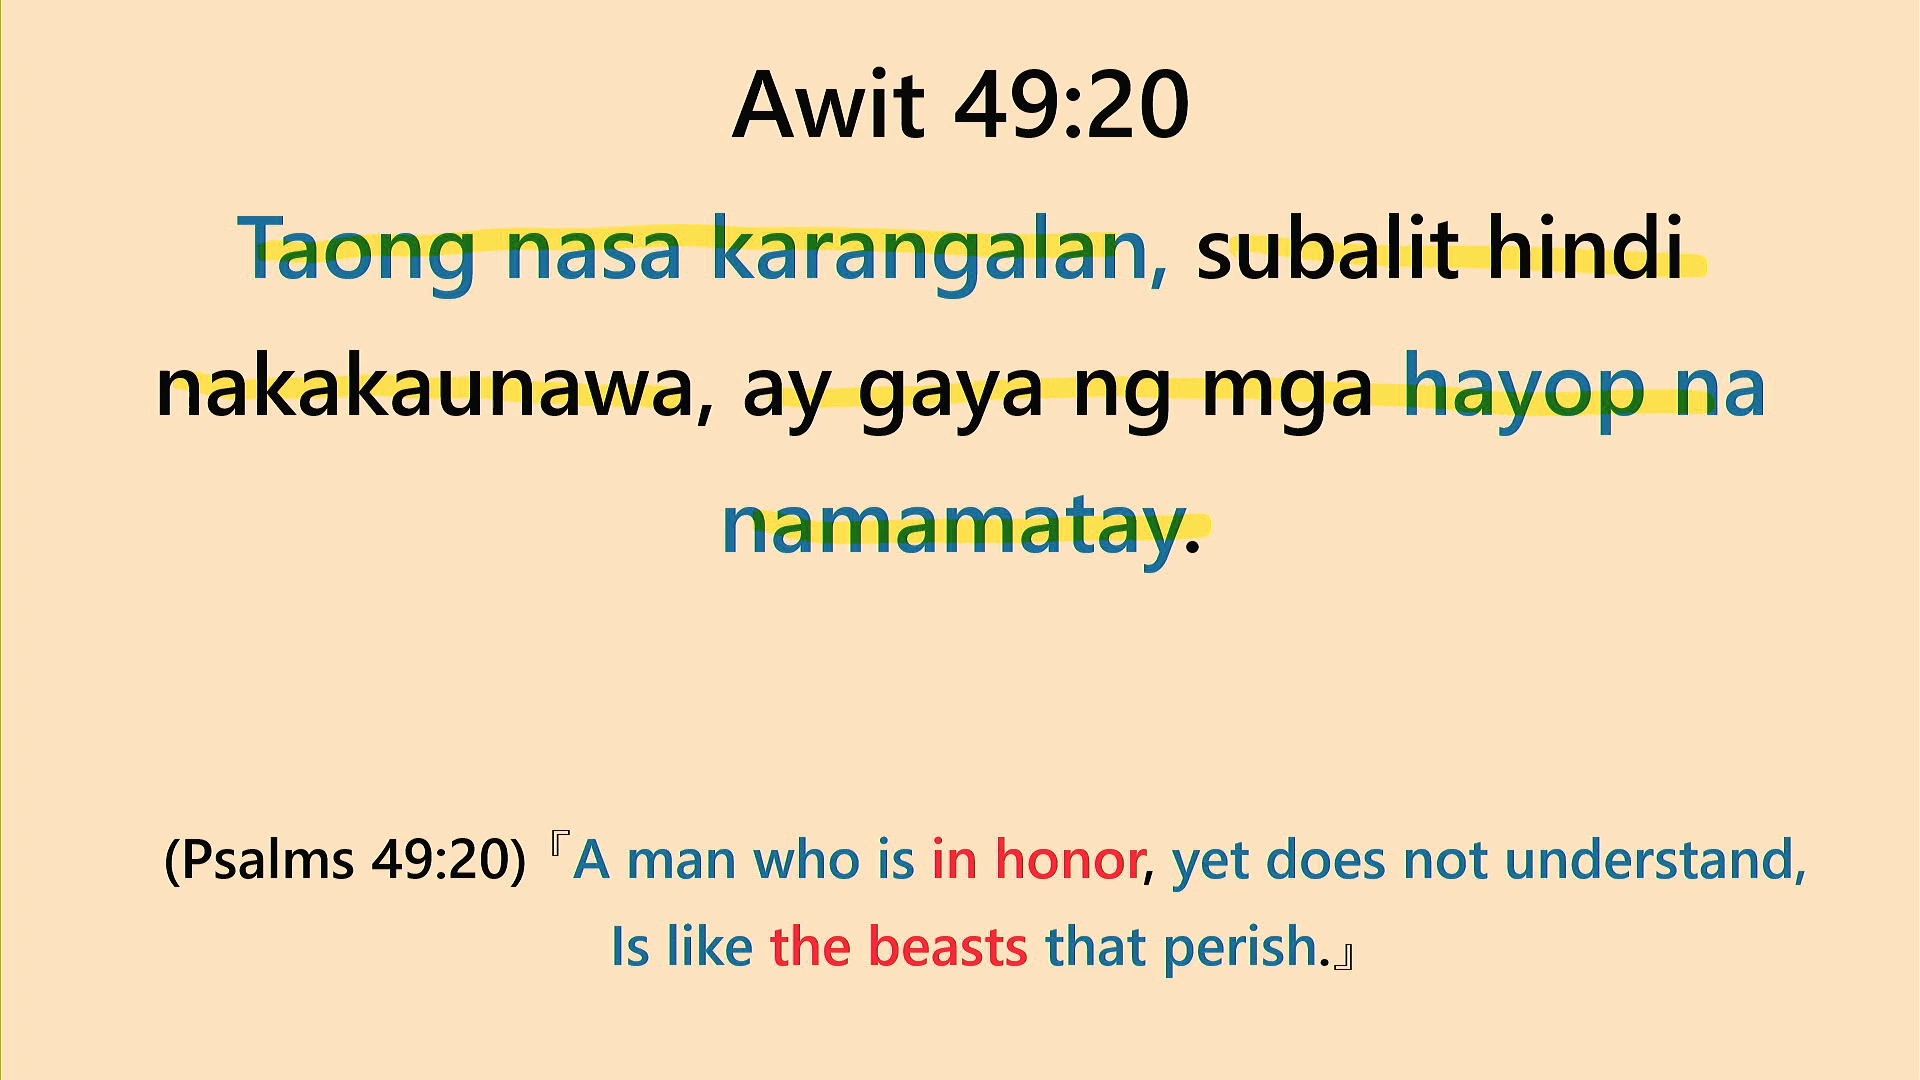 Awit 49:20
Taong nasa karangalan, subalit hindi
nakakaunawa, ay gaya ng mga hayop na
namamatay.
(Psalms 49:20)『A man who is in honor, yet does not understand,
Is like the beasts that perish.』